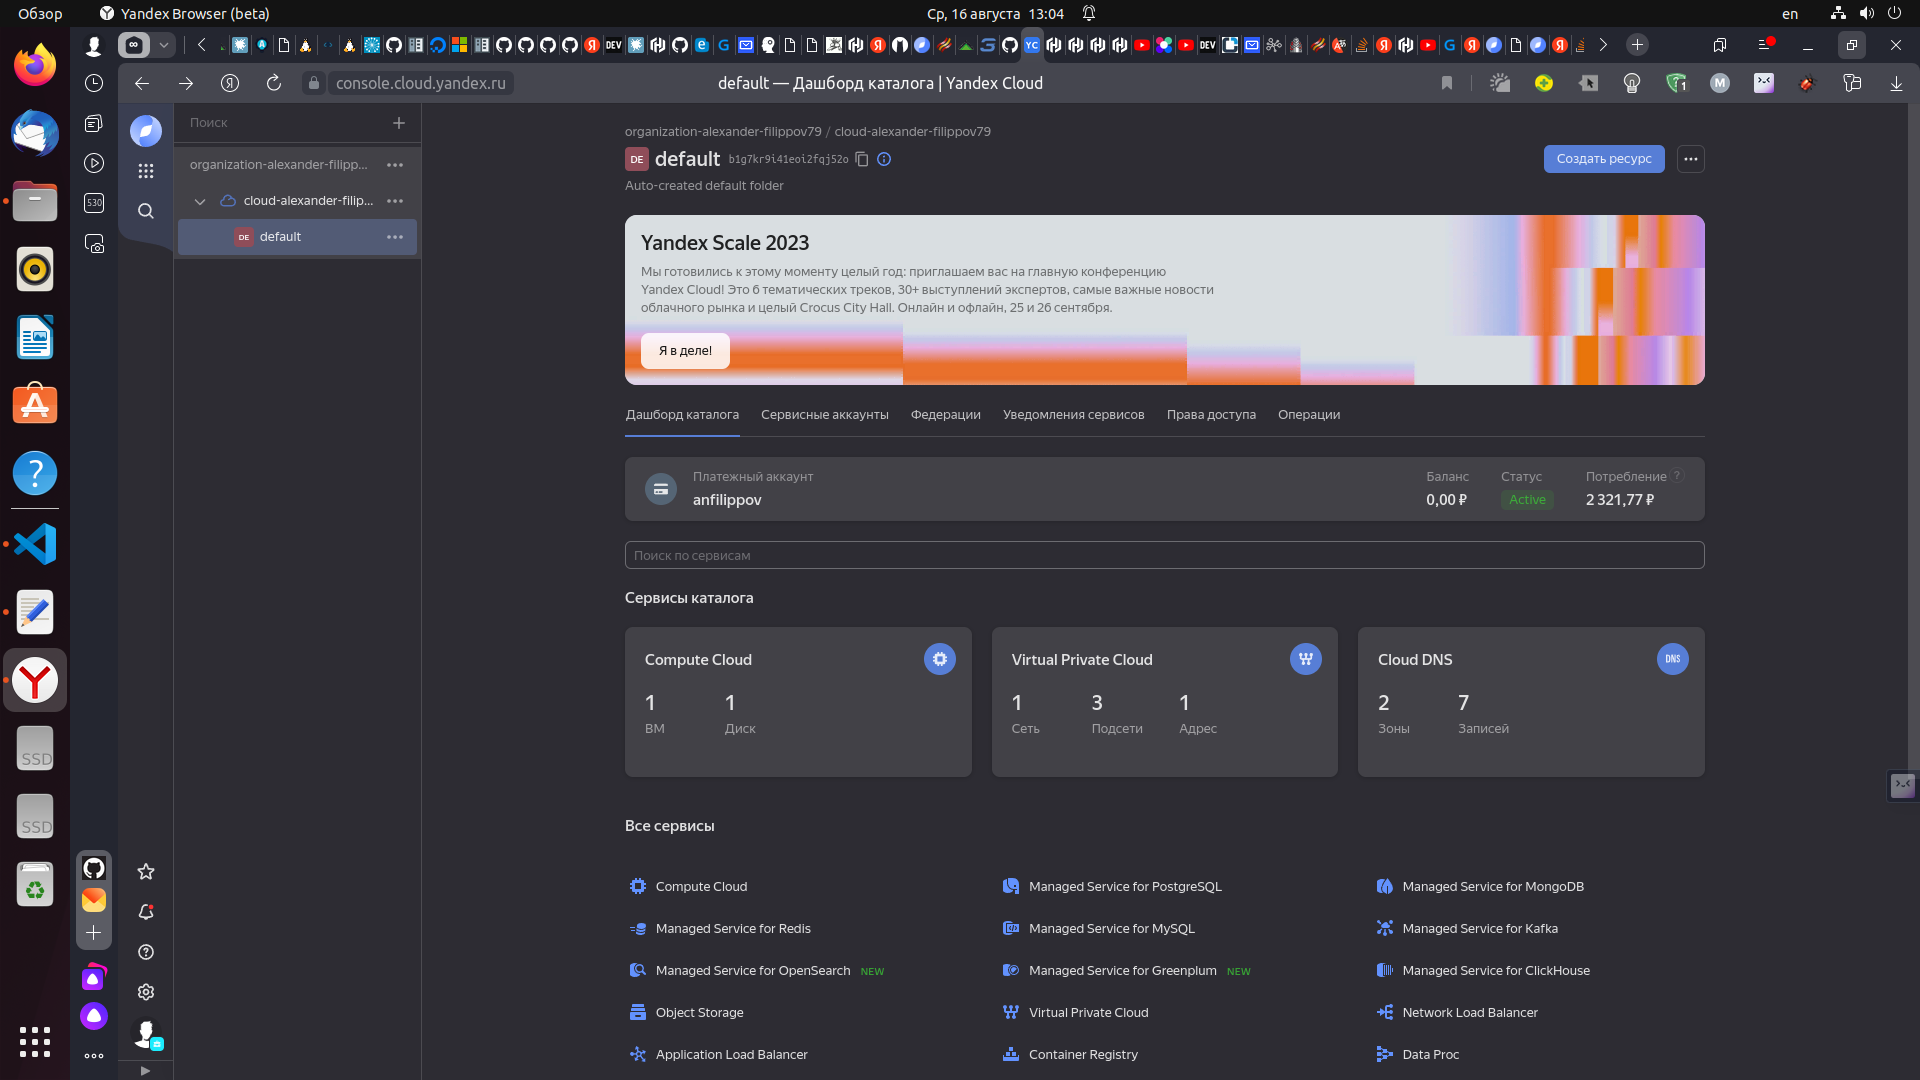 Обзор
Yandex Browser (beta)
Ср, 16 августа 13:04
en
DEV
G
YC
DEV
G
console.cloud.yandex.ru
default — Дашборд каталога | Yandex Cloud
1
M
530
Поиск
organization-alexander-filipp...
cloud-alexander-filip...
DE default
organization-alexander-filippov79 / cloud-alexander-filippov79
DE default b1g7kr9i41eoi2fqj52o
Auto-created default folder
Создать ресурс
Yandex Scale 2023
Мы готовились к этому моменту целый год: приглашаем вас на главную конференцию
Yandex Cloud! Это 6 тематических треков, 30+ выступлений экспертов, самые важные новости
облачного рынка и целый Crocus City Hall. Онлайн и офлайн, 25 и 26 сентября.
Я в деле!
Дашборд каталога Сервисные аккаунты Федерации Уведомления сервисов Права доступа Операции
Платежный аккаунт Баланс Статус Потребление ?
anfilippov 0,00 ₽ Active 2 321,77 ₽
Поиск по сервисам
Сервисы каталога
Compute Cloud
1 1
ВМ Диск
Virtual Private Cloud
1 3 1
Сеть Подсети Адрес
Cloud DNS DNS
2 7
Зоны Записей
Все сервисы
Compute Cloud Managed Service for PostgreSQL Managed Service for MongoDB
Managed Service for Redis Managed Service for MySQL Managed Service for Kafka
Managed Service for OpenSearch NEW Managed Service for Greenplum NEW Managed Service for ClickHouse
Object Storage Virtual Private Cloud Network Load Balancer
Application Load Balancer Container Registry Data Proc
SSD
SSD